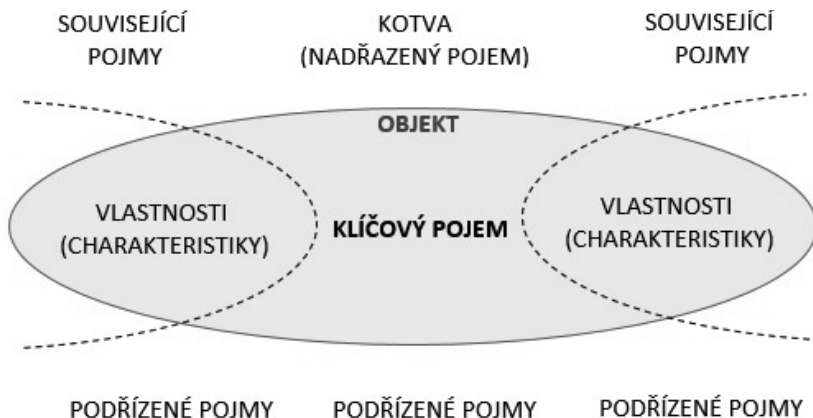 SOUVISEJÍCÍ
POJMY
KOTVA
(NADŘAZENÝ POJEM)
SOUVISEJÍCÍ
POJMY
OBJEKT
VLASTNOSTI
(CHARAKTERISTIKY)
KLÍČOVÝ POJEM
VLASTNOSTI
(CHARAKTERISTIKY)
PODŘÍZENÉ POJMY
PODŘÍZENÉ POJMY
PODŘÍZENÉ POJMY